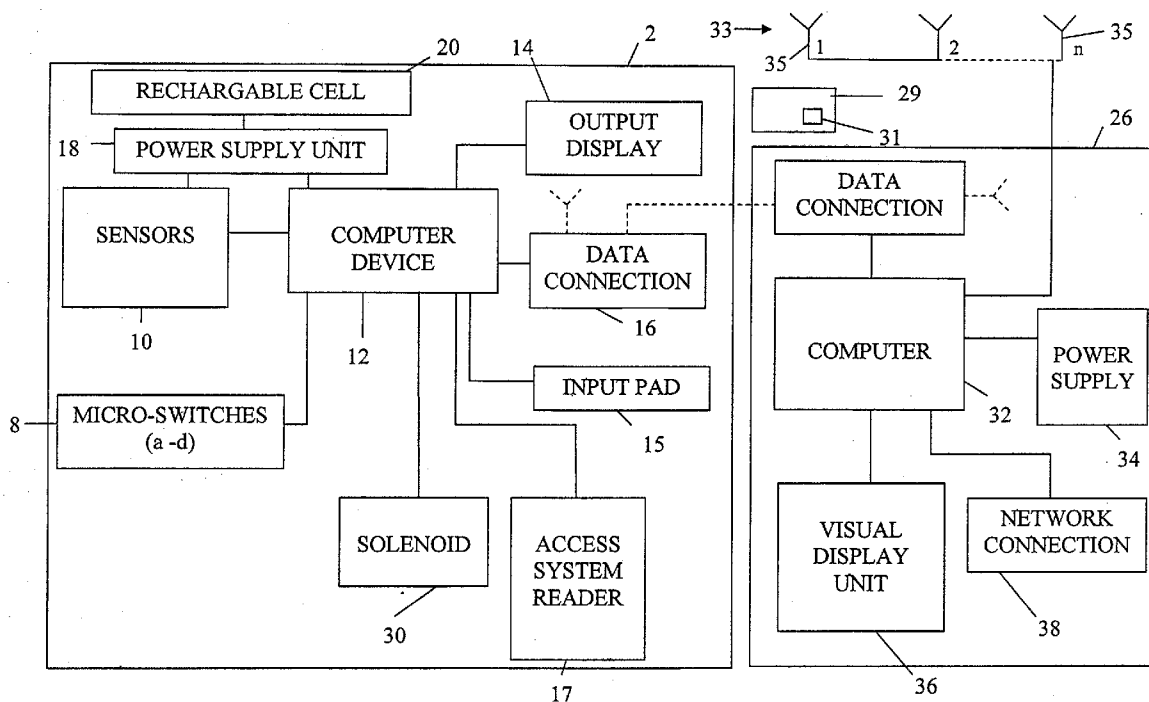 33
35
1
2
n
35
20
2
14
RECHARGABLE CELL
29
31
26
OUTPUT
DISPLAY
18
POWER SUPPLY UNIT
DATA
CONNECTION
SENSORS
COMPUTER
DEVICE
DATA
CONNECTION
10
12
16
COMPUTER
POWER
SUPPLY
INPUT PAD
32
8
MICRO-SWITCHES
(a -d)
15
34
SOLENOID
ACCESS
SYSTEM
READER
VISUAL
DISPLAY
UNIT
NETWORK
CONNECTION
30
38
17
36